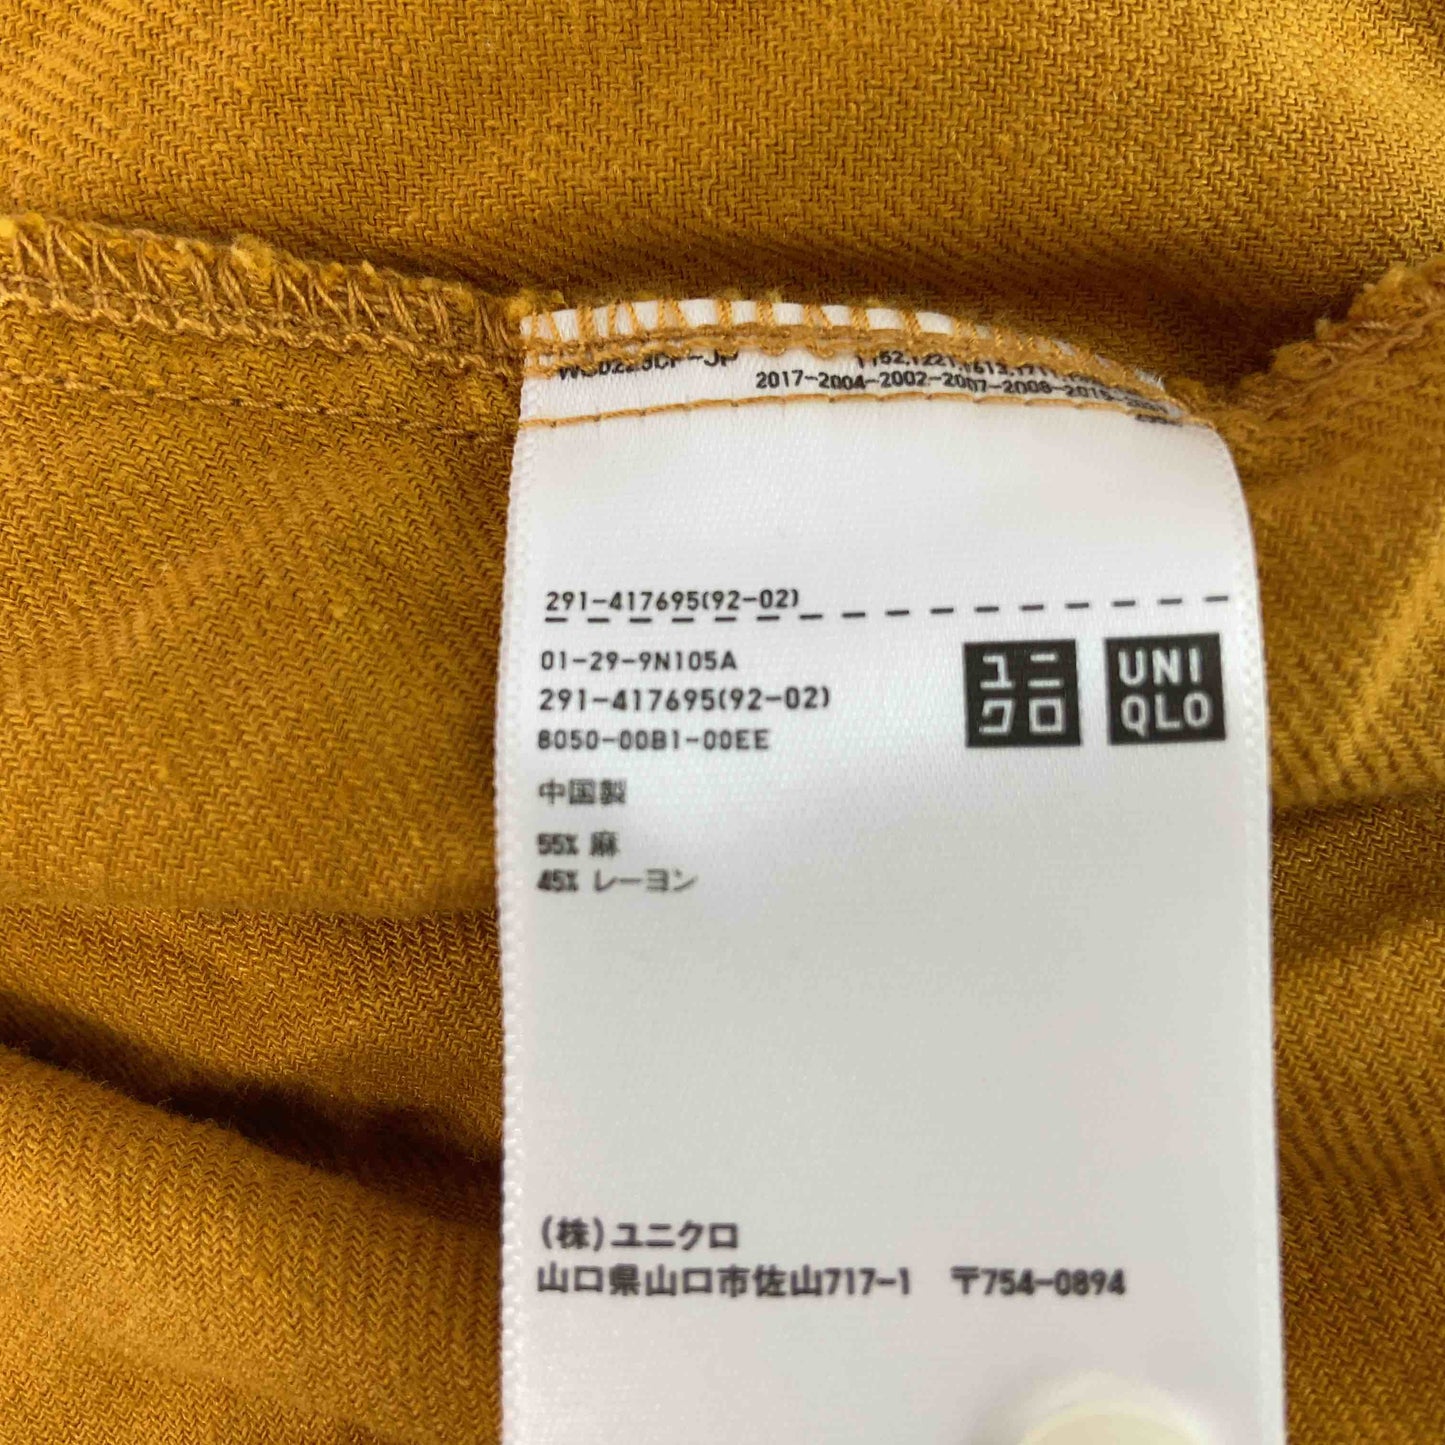 2017-2004-2002-2007-2008-2015-
291-417695(92-02)
01-29-9N105A
291-417695(92-02)
8050-00B1-00EE
ユニ
クロ
UNI
QLO
中国製
55% 麻
45% レーヨン
(株)ユニクロ
山口県山口市佐山717-1 〒754-0894